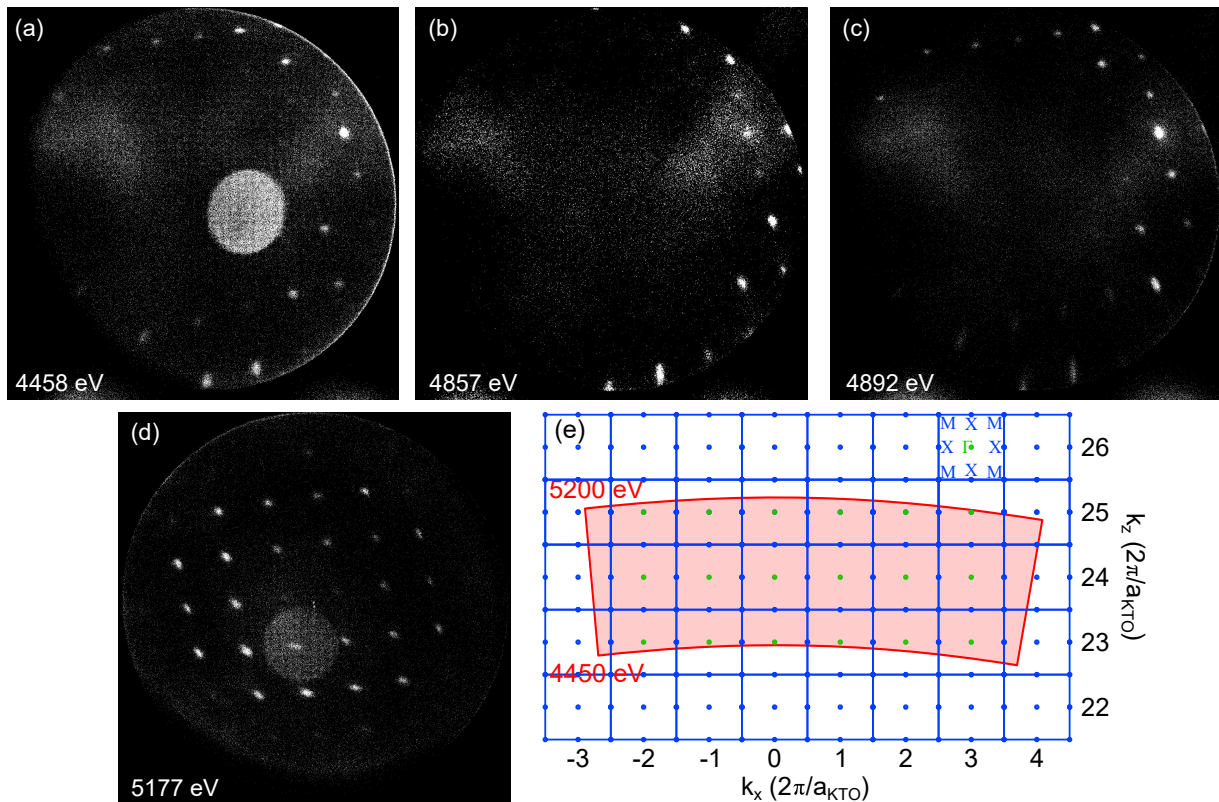 (a)
4458 eV
(b)
4857 eV
(c)
4892 eV
(d)
5177 eV
(e)
M X M
X Γ X
M X M
5200 eV
4450 eV
26
25
24
23
22
k_z (2π/a_KTO)
-3 -2 -1 0 1 2 3 4
k_x (2π/a_KTO)